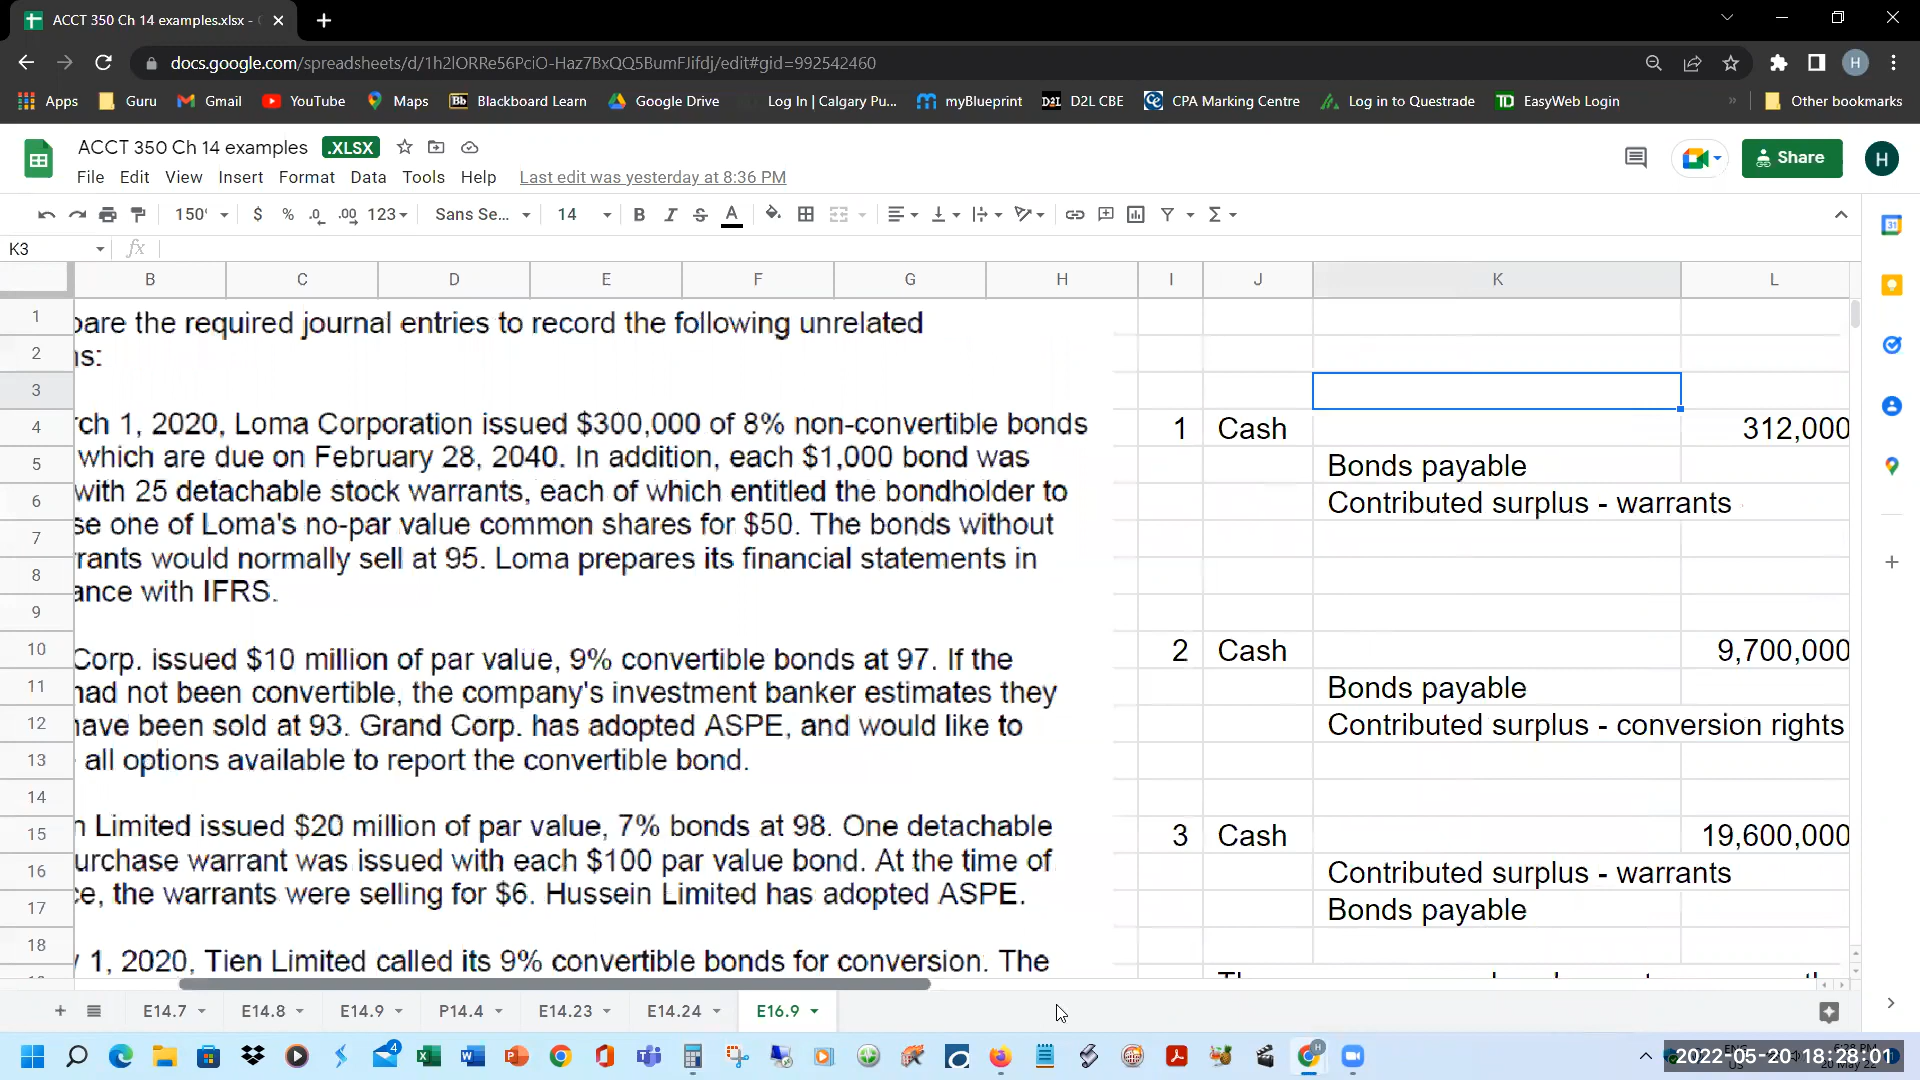 ACCT 350 Ch 14 examples.xlsx -
docs.google.com/spreadsheets/d/1h2lORRe56PciO-Haz7BxQQ5BumFJifdj/edit#gid=992542460
H
Apps Guru Gmail YouTube Maps Bb Blackboard Learn Google Drive Log In | Calgary Pu... myBlueprint D2L D2L CBE CPA Marking Centre Log in to Questrade TD EasyWeb Login » Other bookmarks
ACCT 350 Ch 14 examples .XLSX
Share
H
File Edit View Insert Format Data Tools Help Last edit was yesterday at 8:36 PM
150% $ % .0 .00 123 Sans Se... 14 B I S A Σ
31
K3 fx
B C D E F G H I J K L
1 pare the required journal entries to record the following unrelated
2 ns:
3
4 rch 1, 2020, Loma Corporation issued $300,000 of 8% non-convertible bonds 1 Cash 312,000
5 which are due on February 28, 2040. In addition, each $1,000 bond was Bonds payable
6 with 25 detachable stock warrants, each of which entitled the bondholder to Contributed surplus - warrants
7 se one of Loma's no-par value common shares for $50. The bonds without
8 rrants would normally sell at 95. Loma prepares its financial statements in
9 ance with IFRS.
10 Corp. issued $10 million of par value, 9% convertible bonds at 97. If the 2 Cash 9,700,000
11 had not been convertible, the company's investment banker estimates they Bonds payable
12 have been sold at 93. Grand Corp. has adopted ASPE, and would like to Contributed surplus - conversion rights
13 all options available to report the convertible bond.
14
15 n Limited issued $20 million of par value, 7% bonds at 98. One detachable 3 Cash 19,600,000
16 urchase warrant was issued with each $100 par value bond. At the time of Contributed surplus - warrants
17 ce, the warrants were selling for $6. Hussein Limited has adopted ASPE. Bonds payable
18 y 1, 2020, Tien Limited called its 9% convertible bonds for conversion. The
E14.7 E14.8 E14.9 P14.4 E14.23 E14.24 E16.9
4
2022-05-20 18:28:01